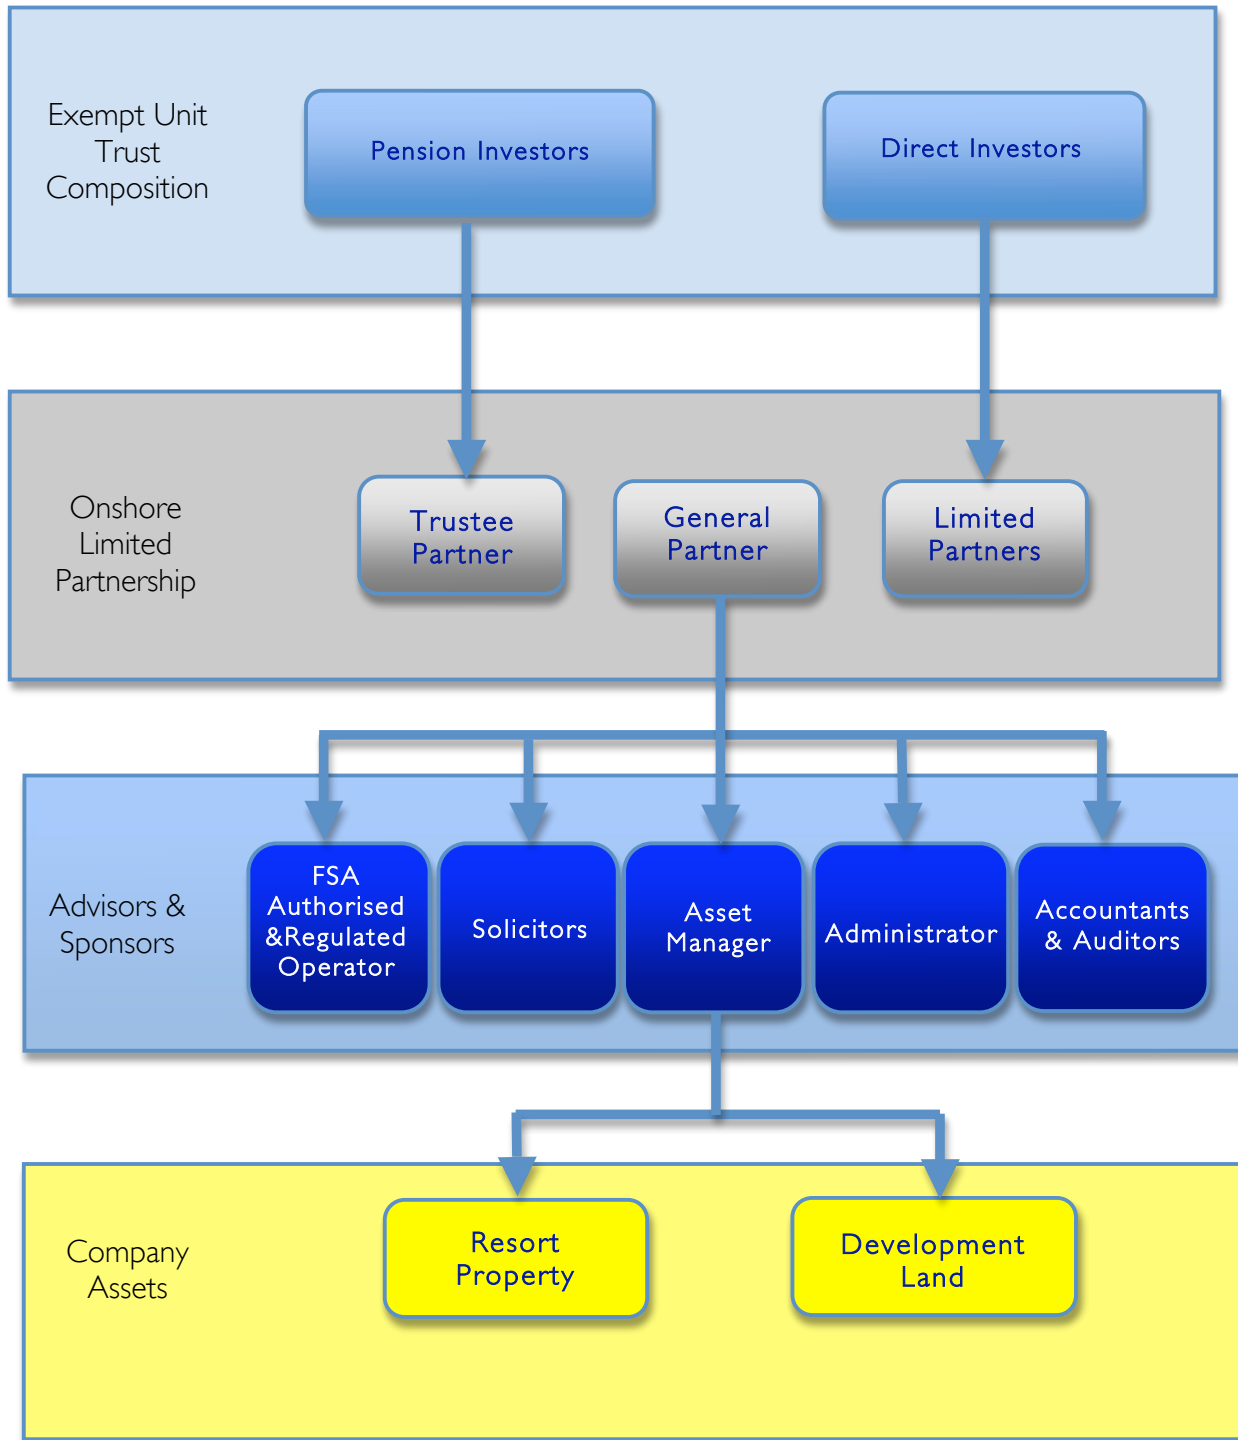 Exempt Unit
Trust
Composition
Pension Investors
Direct Investors
Onshore
Limited
Partnership
Trustee
Partner
General
Partner
Limited
Partners
Advisors &
Sponsors
FSA
Authorised
&Regulated
Operator
Solicitors
Asset
Manager
Administrator
Accountants
& Auditors
Company
Assets
Resort
Property
Development
Land